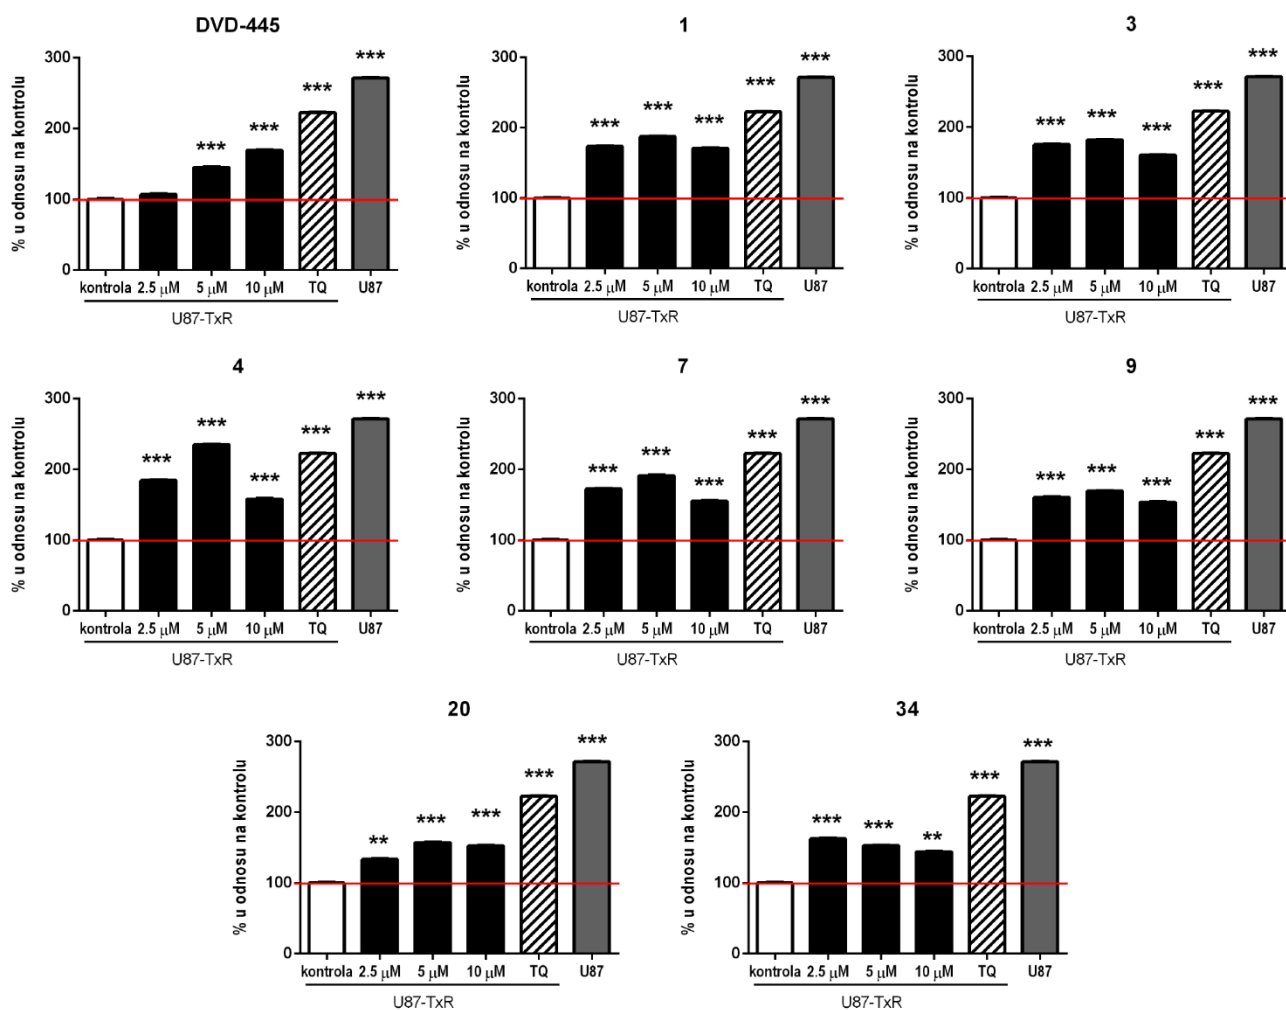 DVD-445
% u odnosu na kontrolu
300
200
100
0
*** *** *** ***
kontrola 2.5 μM 5 μM 10 μM TQ U87
U87-TxR
1
% u odnosu na kontrolu
300
200
100
0
*** *** *** *** ***
kontrola 2.5 μM 5 μM 10 μM TQ U87
U87-TxR
3
% u odnosu na kontrolu
300
200
100
0
*** *** *** *** ***
kontrola 2.5 μM 5 μM 10 μM TQ U87
U87-TxR
4
% u odnosu na kontrolu
300
200
100
0
*** *** *** *** ***
kontrola 2.5 μM 5 μM 10 μM TQ U87
U87-TxR
7
% u odnosu na kontrolu
300
200
100
0
*** *** *** *** ***
kontrola 2.5 μM 5 μM 10 μM TQ U87
U87-TxR
9
% u odnosu na kontrolu
300
200
100
0
*** *** *** *** ***
kontrola 2.5 μM 5 μM 10 μM TQ U87
U87-TxR
20
% u odnosu na kontrolu
300
200
100
0
** *** *** *** ***
kontrola 2.5 μM 5 μM 10 μM TQ U87
U87-TxR
34
% u odnosu na kontrolu
300
200
100
0
*** *** ** *** ***
kontrola 2.5 μM 5 μM 10 μM TQ U87
U87-TxR